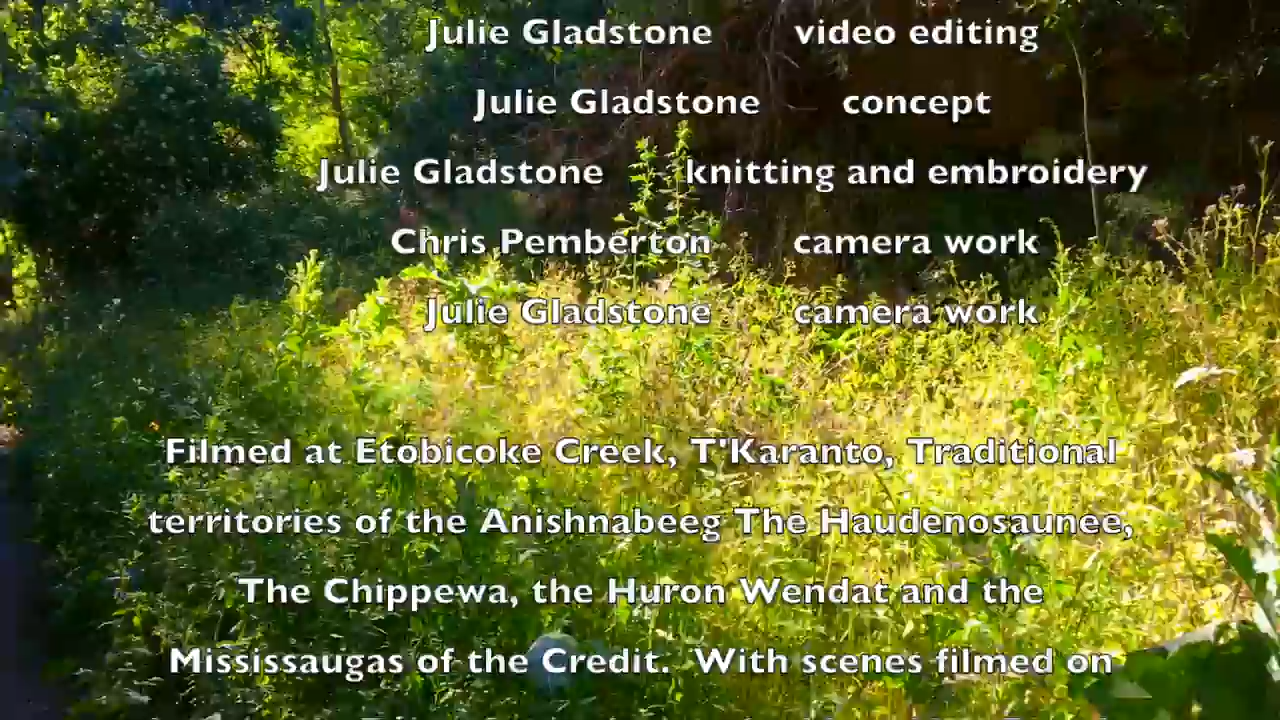 Julie Gladstone video editing
Julie Gladstone concept
Julie Gladstone knitting and embroidery
Chris Pemberton camera work
Julie Gladstone camera work
Filmed at Etobicoke Creek, T'Karanto, Traditional
territories of the Anishnabeeg The Haudenosaunee,
The Chippewa, the Huron Wendat and the
Mississaugas of the Credit. With scenes filmed on